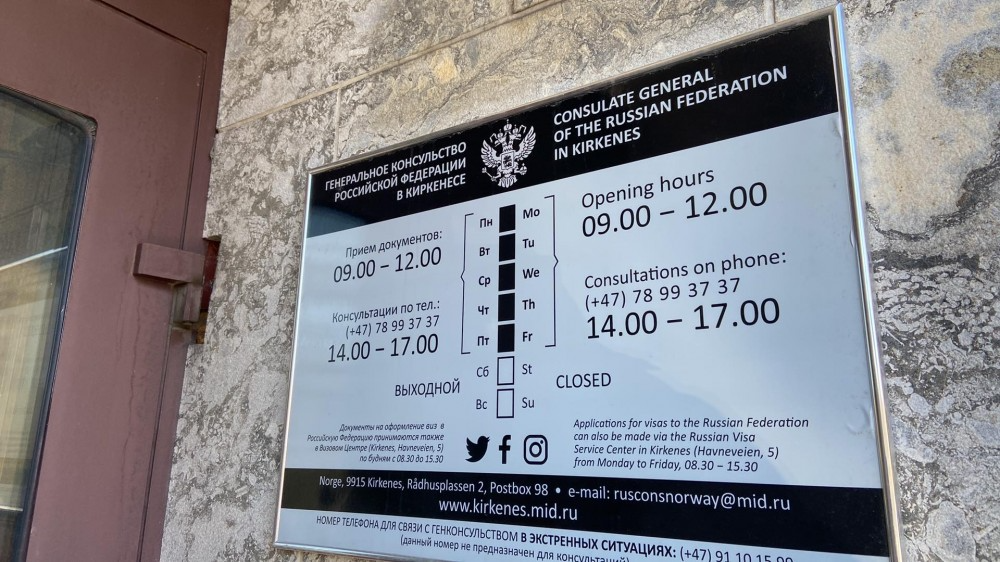 ГЕНЕРАЛЬНОЕ КОНСУЛЬСТВО
РОССИЙСКОЙ ФЕДЕРАЦИИ
В КИРКЕНЕСЕ
CONSULATE GENERAL
OF THE RUSSIAN FEDERATION
IN KIRKENES
Прием документов:
09.00 – 12.00
Консультации по тел.:
(+47) 78 99 37 37
14.00 – 17.00
Пн Mo
Вт Tu
Ср We
Чт Th
Пт Fr
Сб St
Вс Su
Opening hours
09.00 – 12.00
Consultations on phone:
(+47) 78 99 37 37
14.00 – 17.00
ВЫХОДНОЙ
CLOSED
Документы на оформление виз в
Российскую Федерацию принимаются также
в Визовом Центре (Kirkenes, Havneveien, 5)
по будням с 08.30 до 15.30
Applications for visas to the Russian Federation
can also be made via the Russian Visa
Service Center in Kirkenes (Havneveien, 5)
from Monday to Friday, 08.30 – 15.30
Norge, 9915 Kirkenes, Rådhusplassen 2, Postbox 98 • e-mail: rusconsnorway@mid.ru
www.kirkenes.mid.ru
НОМЕР ТЕЛЕФОНА ДЛЯ СВЯЗИ С ГЕНКОНСУЛЬСТВОМ В ЭКСТРЕННЫХ СИТУАЦИЯХ: (+47) 91 10 15 99
(данный номер не предназначен для консультаций)